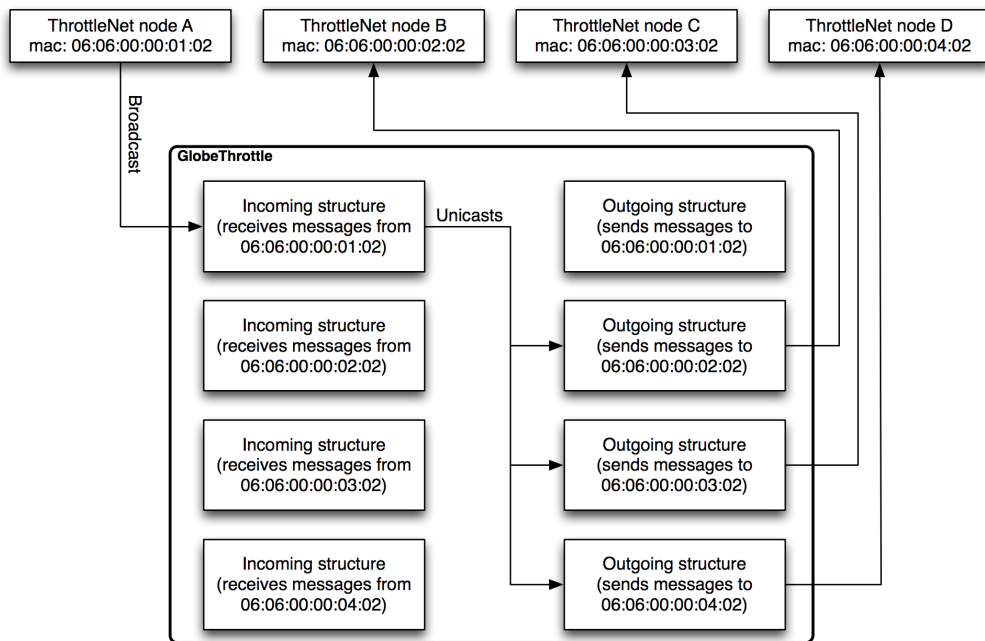 ThrottleNet node A
mac: 06:06:00:00:01:02
ThrottleNet node B
mac: 06:06:00:00:02:02
ThrottleNet node C
mac: 06:06:00:00:03:02
ThrottleNet node D
mac: 06:06:00:00:04:02
Broadcast
GlobeThrottle
Incoming structure
(receives messages from
06:06:00:00:01:02)
Unicasts
Outgoing structure
(sends messages to
06:06:00:00:01:02)
Incoming structure
(receives messages from
06:06:00:00:02:02)
Outgoing structure
(sends messages to
06:06:00:00:02:02)
Incoming structure
(receives messages from
06:06:00:00:03:02)
Outgoing structure
(sends messages to
06:06:00:00:03:02)
Incoming structure
(receives messages from
06:06:00:00:04:02)
Outgoing structure
(sends messages to
06:06:00:00:04:02)